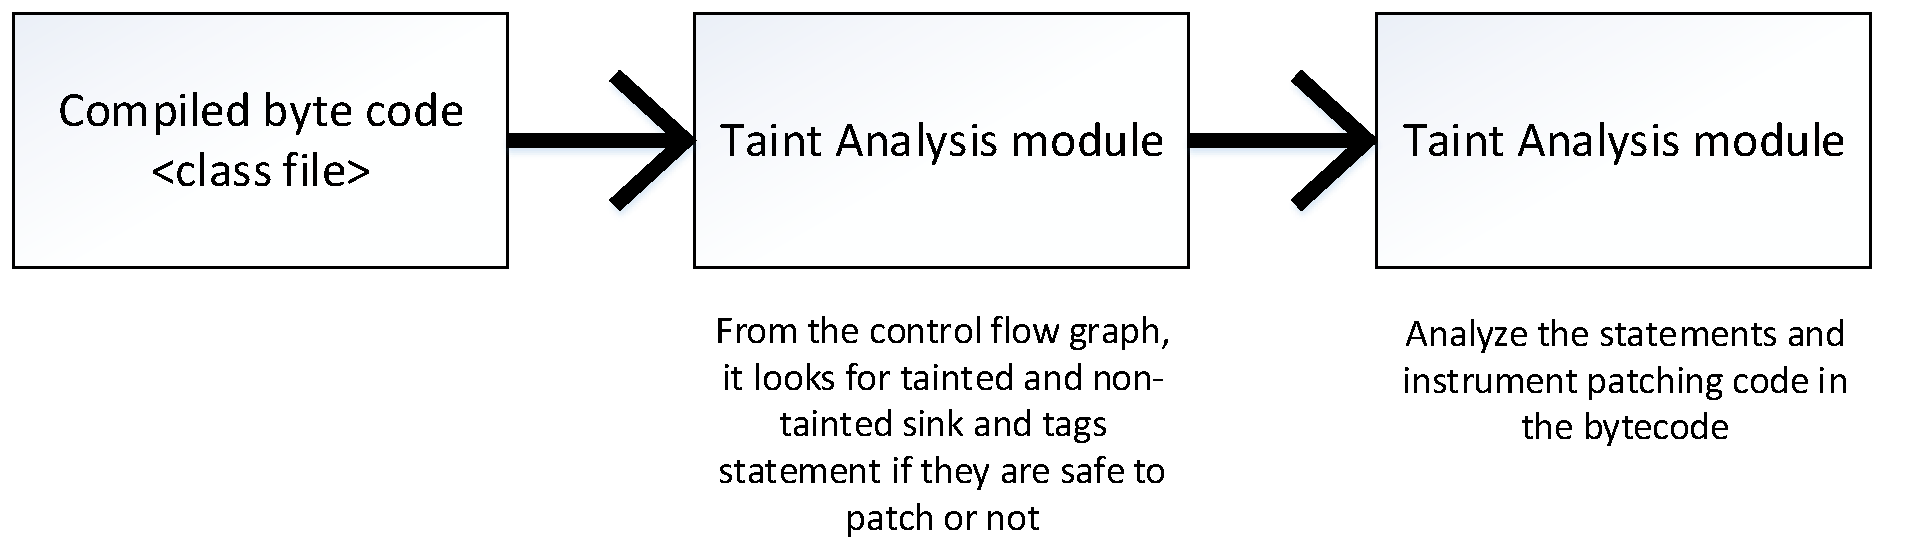 Compiled byte code
<class file>
Taint Analysis module
Taint Analysis module
From the control flow graph,
it looks for tainted and non-
tainted sink and tags
statement if they are safe to
patch or not
Analyze the statements and
instrument patching code in
the bytecode